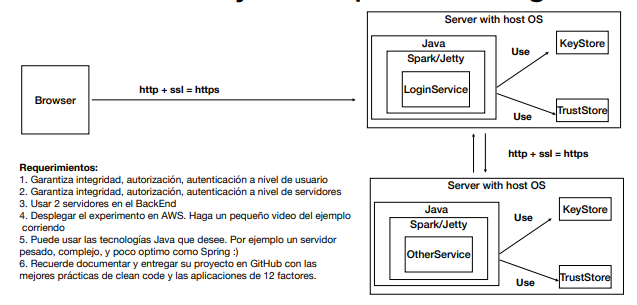 Server with host OS
Java
Spark/Jetty
LoginService
Use
KeyStore
Use
TrustStore
Browser
http + ssl = https
http + ssl = https
Requerimientos:
1. Garantiza integridad, autorización, autenticación a nivel de usuario
2. Garantiza integridad, autorización, autenticación a nivel de servidores
3. Usar 2 servidores en el BackEnd
4. Desplegar el experimento en AWS. Haga un pequeño video del ejemplo
corriendo
5. Puede usar las tecnologías Java que desee. Por ejemplo un servidor
pesado, complejo, y poco optimo como Spring :)
6. Recuerde documentar y entregar su proyecto en GitHub con las
mejores prácticas de clean code y las aplicaciones de 12 factores.
Server with host OS
Java
Spark/Jetty
OtherService
Use
KeyStore
Use
TrustStore